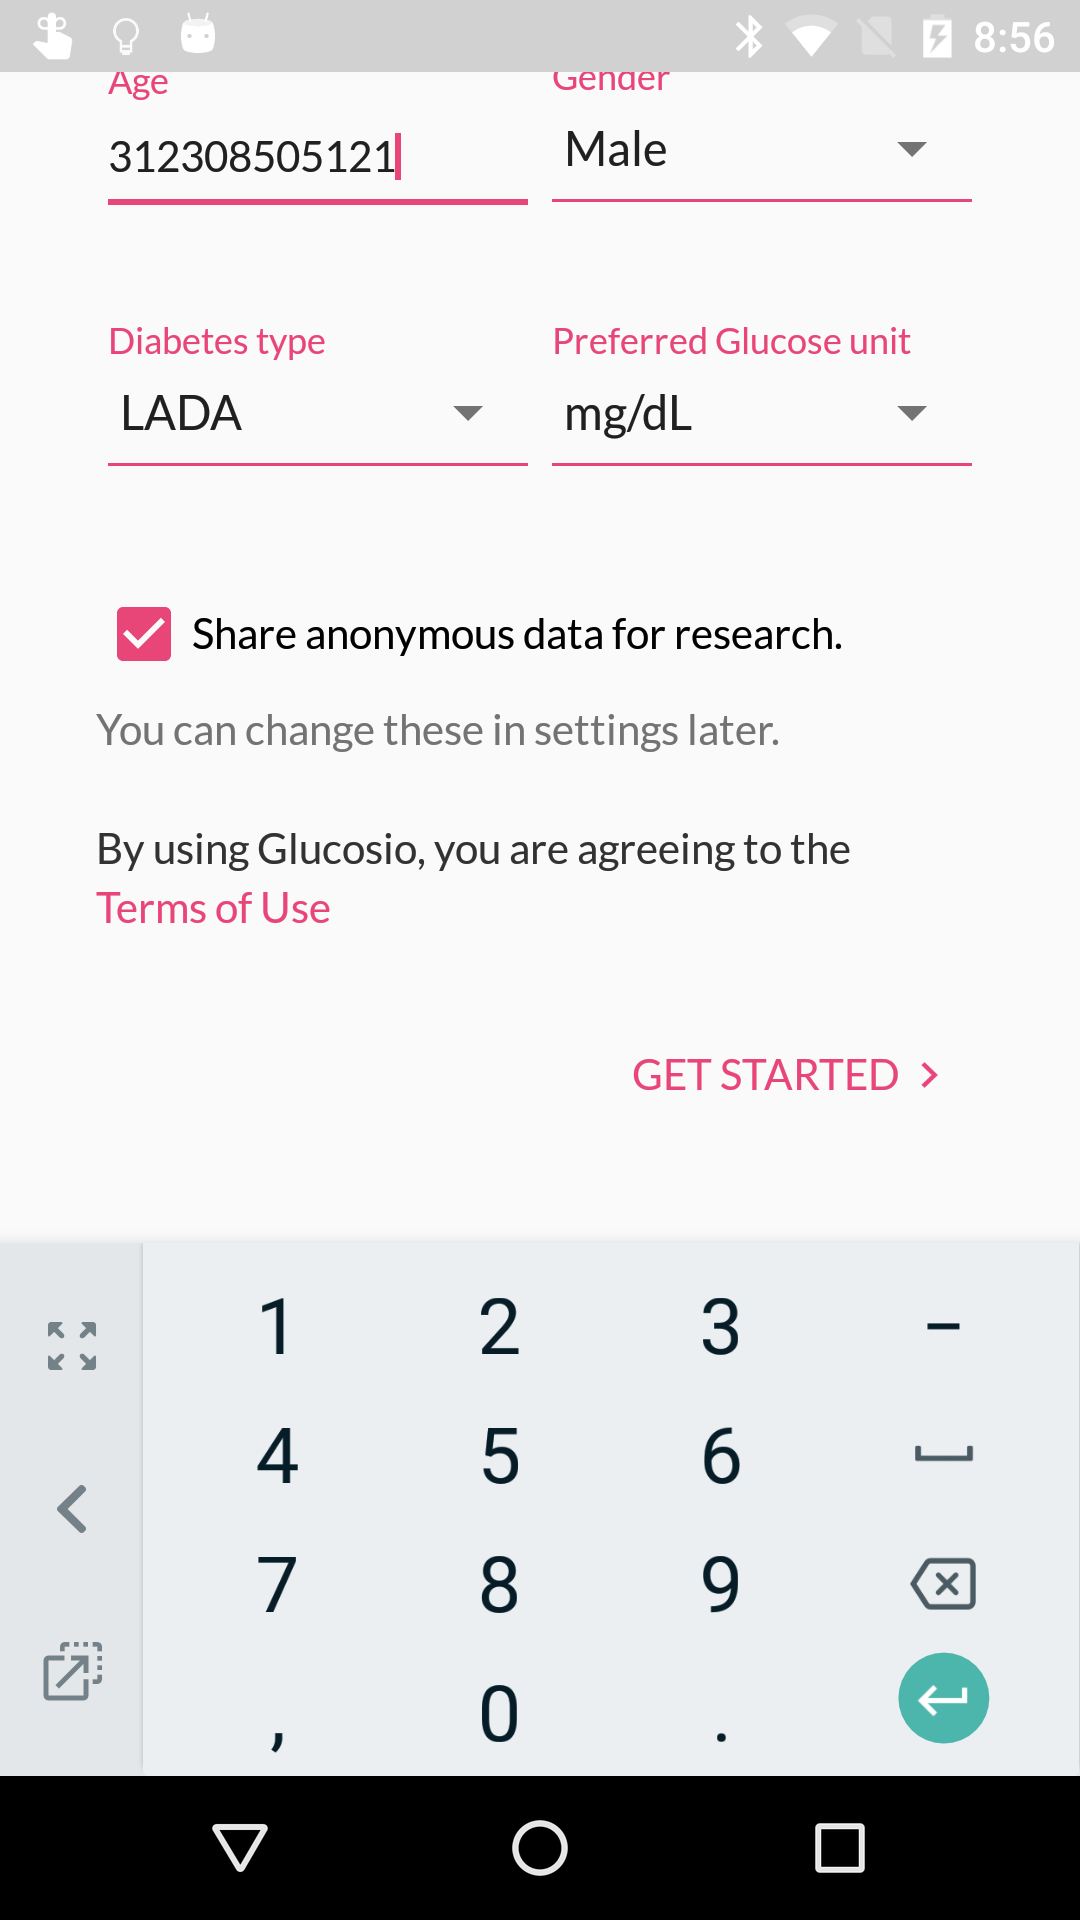 8:56
Age
Gender
312308505121
Male
Diabetes type
Preferred Glucose unit
LADA
mg/dL
Share anonymous data for research.
You can change these in settings later.
By using Glucosio, you are agreeing to the
Terms of Use
GET STARTED
1 2 3 –
4 5 6
7 8 9
, 0 .